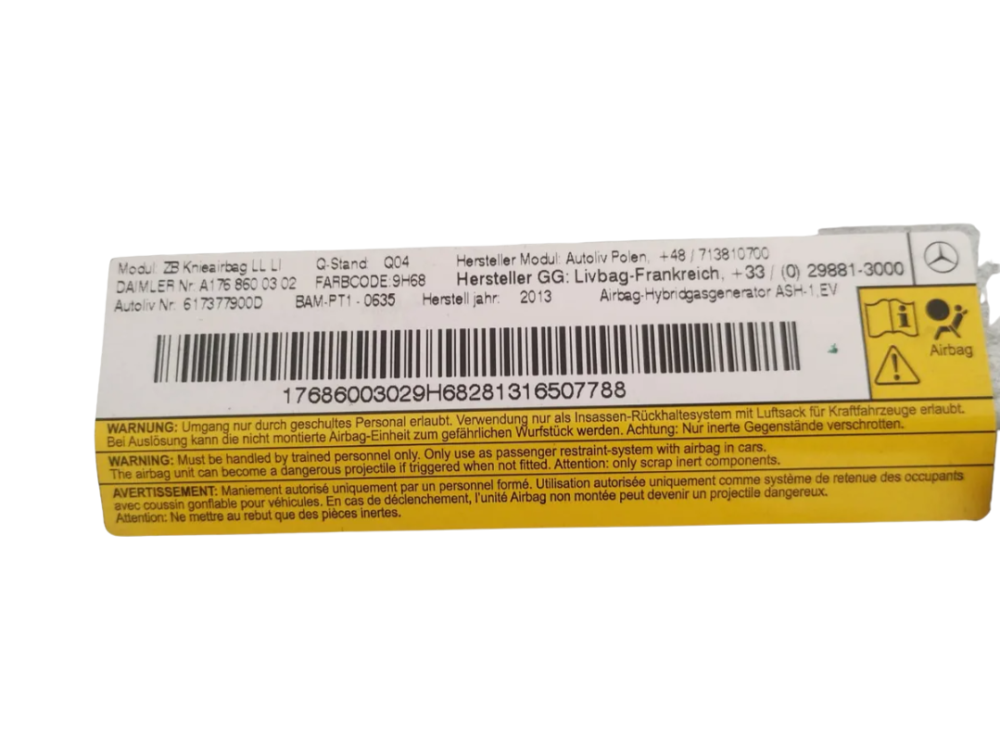 Modul: ZB Knieairbag LL LI Q-Stand: Q04 Hersteller Modul: Autoliv Polen, +48 / 713810700
DAIMLER Nr. A176 860 03 02 FARBCODE:9H68 Hersteller GG: Livbag-Frankreich, +33 / (0) 29881-3000
Autoliv Nr: 617377900D BAM-PT1 - 0635 Herstelljahr: 2013 Airbag-Hybridgasgenerator ASH-1,EV
i
Airbag
17686003029H68281316507788
WARNUNG: Umgang nur durch geschultes Personal erlaubt. Verwendung nur als Insassen-Rückhaltesystem mit Luftsack für Kraftfahrzeuge erlaubt.
Bei Auslösung kann die nicht montierte Airbag-Einheit zum gefährlichen Wurfstück werden. Achtung: Nur inerte Gegenstände verschrotten.
WARNING: Must be handled by trained personnel only. Only use as passenger restraint-system with airbag in cars.
The airbag unit can become a dangerous projectile if triggered when not fitted. Attention: only scrap inert components.
AVERTISSEMENT: Maniement autorisé uniquement par un personnel formé. Utilisation autorisée uniquement comme système de retenue des occupants
avec coussin gonflable pour véhicules. En cas de déclenchement, l'unité Airbag non montée peut devenir un projectile dangereux.
Attention: Ne mettre au rebut que des pièces inertes.